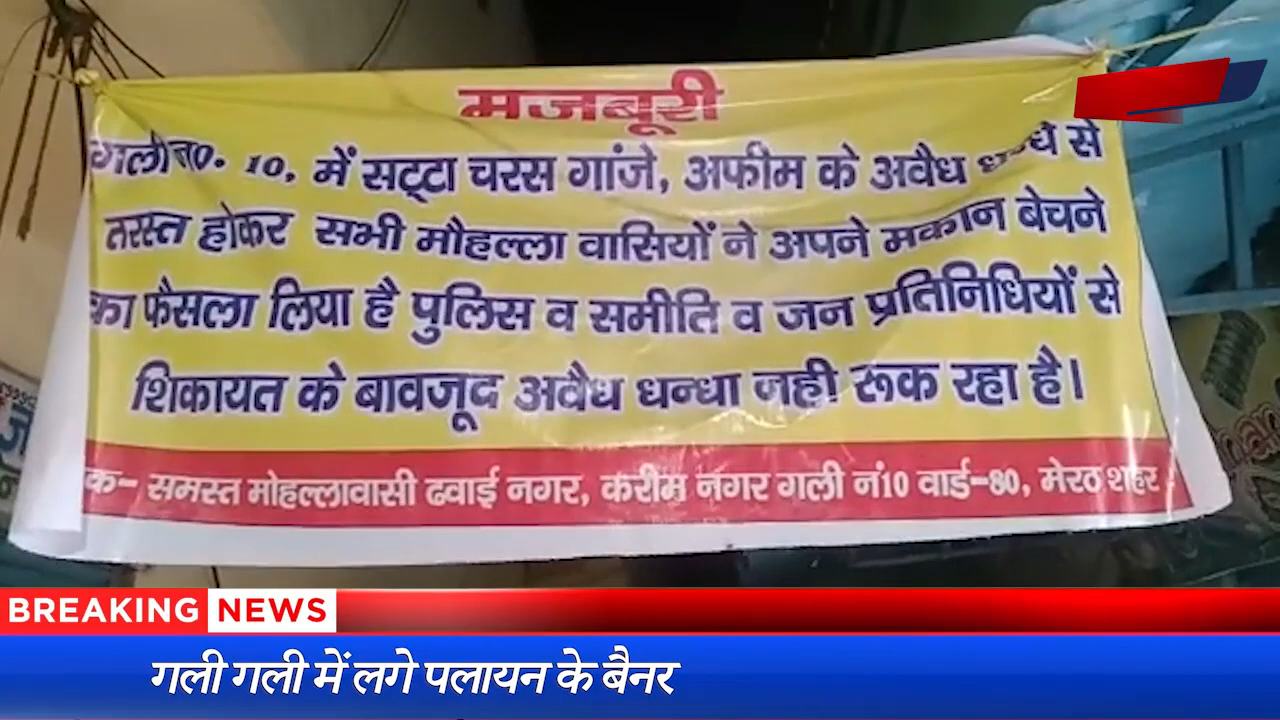 मजबूरी
गली न0. 10, में सट्टा चरस गांजे, अफीम के अवैध धन्धे से
तरस्त होकर सभी मौहल्ला वासियों ने अपने मकान बेचने
का फैसला लिया है पुलिस व समीति व जन प्रतिनिधियों से
शिकायत के बावजूद अवैध धन्धा नही रूक रहा है।
क- समस्त मोहल्लावासी ढवाई नगर, करीम नगर गली नं10 वार्ड-80, मेरठ शहर
BREAKING NEWS
गली गली में लगे पलायन के बैनर